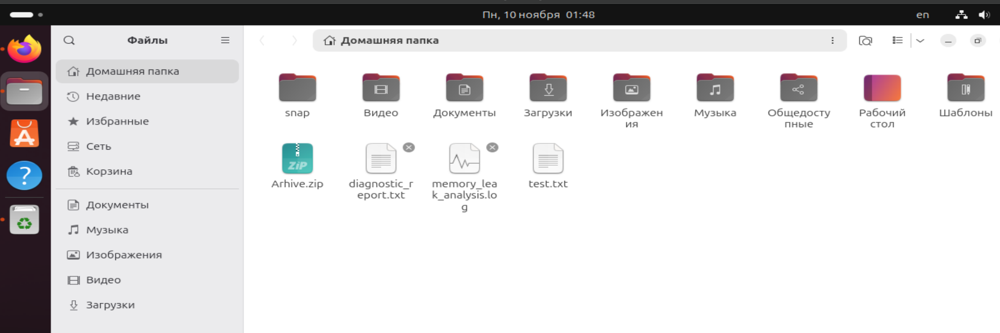 Пн, 10 ноября 01:48
en
Файлы
Домашняя папка
Домашняя папка
Недавние
Избранные
Сеть
Корзина
Документы
Музыка
Изображения
Видео
Загрузки
snap
Видео
Документы
Загрузки
Изображен
ия
Музыка
Общедосту
пные
Рабочий
стол
Шаблоны
ZiP
Arhive.zip
diagnostic_r
eport.txt
memory_lea
k_analysis.lo
g
test.txt